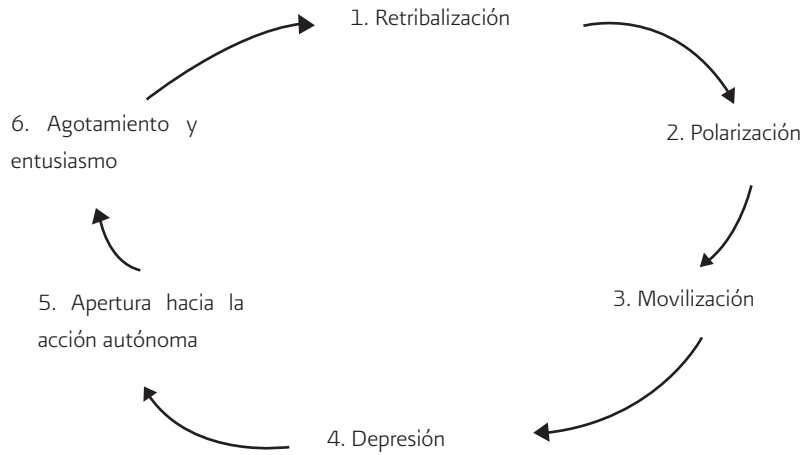 1. Retribalización
2. Polarización
3. Movilización
4. Depresión
5. Apertura hacia la
acción autónoma
6. Agotamiento y
entusiasmo